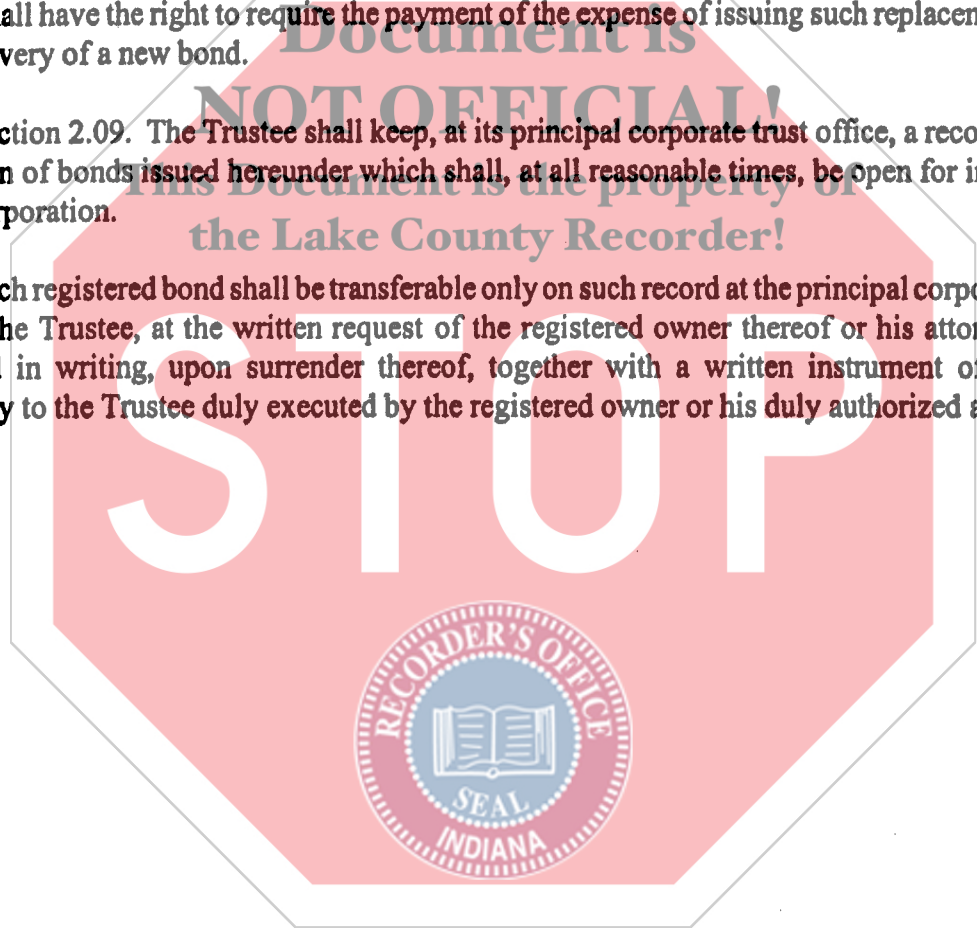 all have the right to require the payment of the expense of issuing such replacem
very of a new bond.
Document is
NOT OFFICIAL!
ction 2.09. The Trustee shall keep, at its principal corporate trust office, a reco
n of bonds issued hereunder which shall, at all reasonable times, be open for i
This Document is the property of
poration.
the Lake County Recorder!
ch registered bond shall be transferable only on such record at the principal corpo
he Trustee, at the written request of the registered owner thereof or his attor
in writing, upon surrender thereof, together with a written instrument o
y to the Trustee duly executed by the registered owner or his duly authorized a
STOP
RECORDER'S OFFICE
SEAL
INDIANA